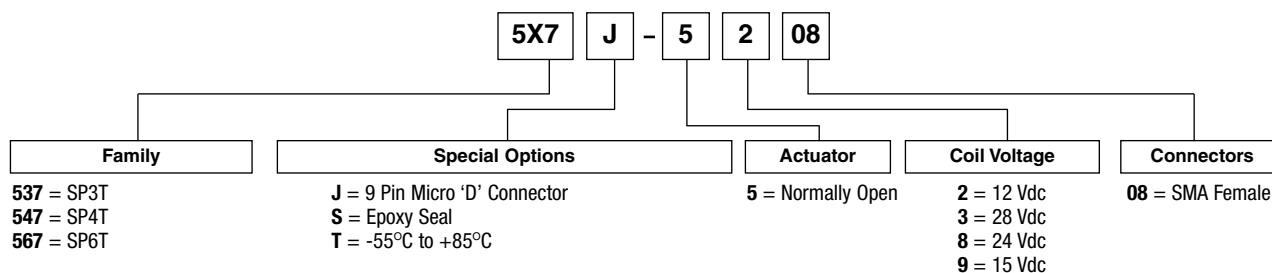 5X7 J - 5 2 08
Family
537 = SP3T
547 = SP4T
567 = SP6T
Special Options
J = 9 Pin Micro ‘D’ Connector
S = Epoxy Seal
T = -55°C to +85°C
Actuator
5 = Normally Open
Coil Voltage
2 = 12 Vdc
3 = 28 Vdc
8 = 24 Vdc
9 = 15 Vdc
Connectors
08 = SMA Female